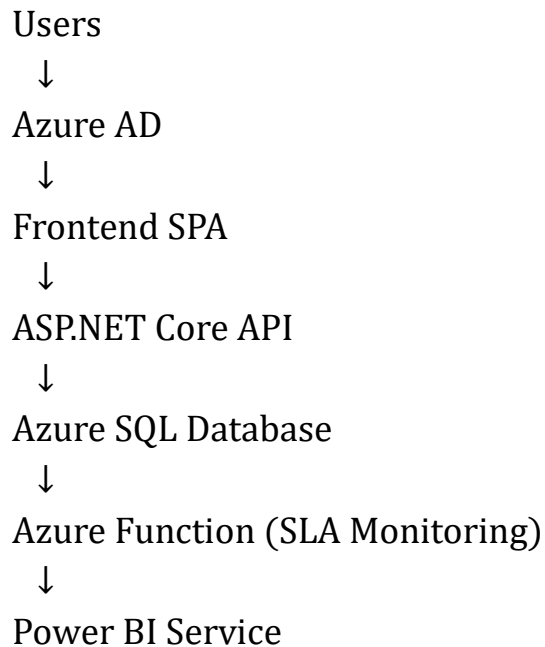 Users
↓
Azure AD
↓
Frontend SPA
↓
ASP.NET Core API
↓
Azure SQL Database
↓
Azure Function (SLA Monitoring)
↓
Power BI Service